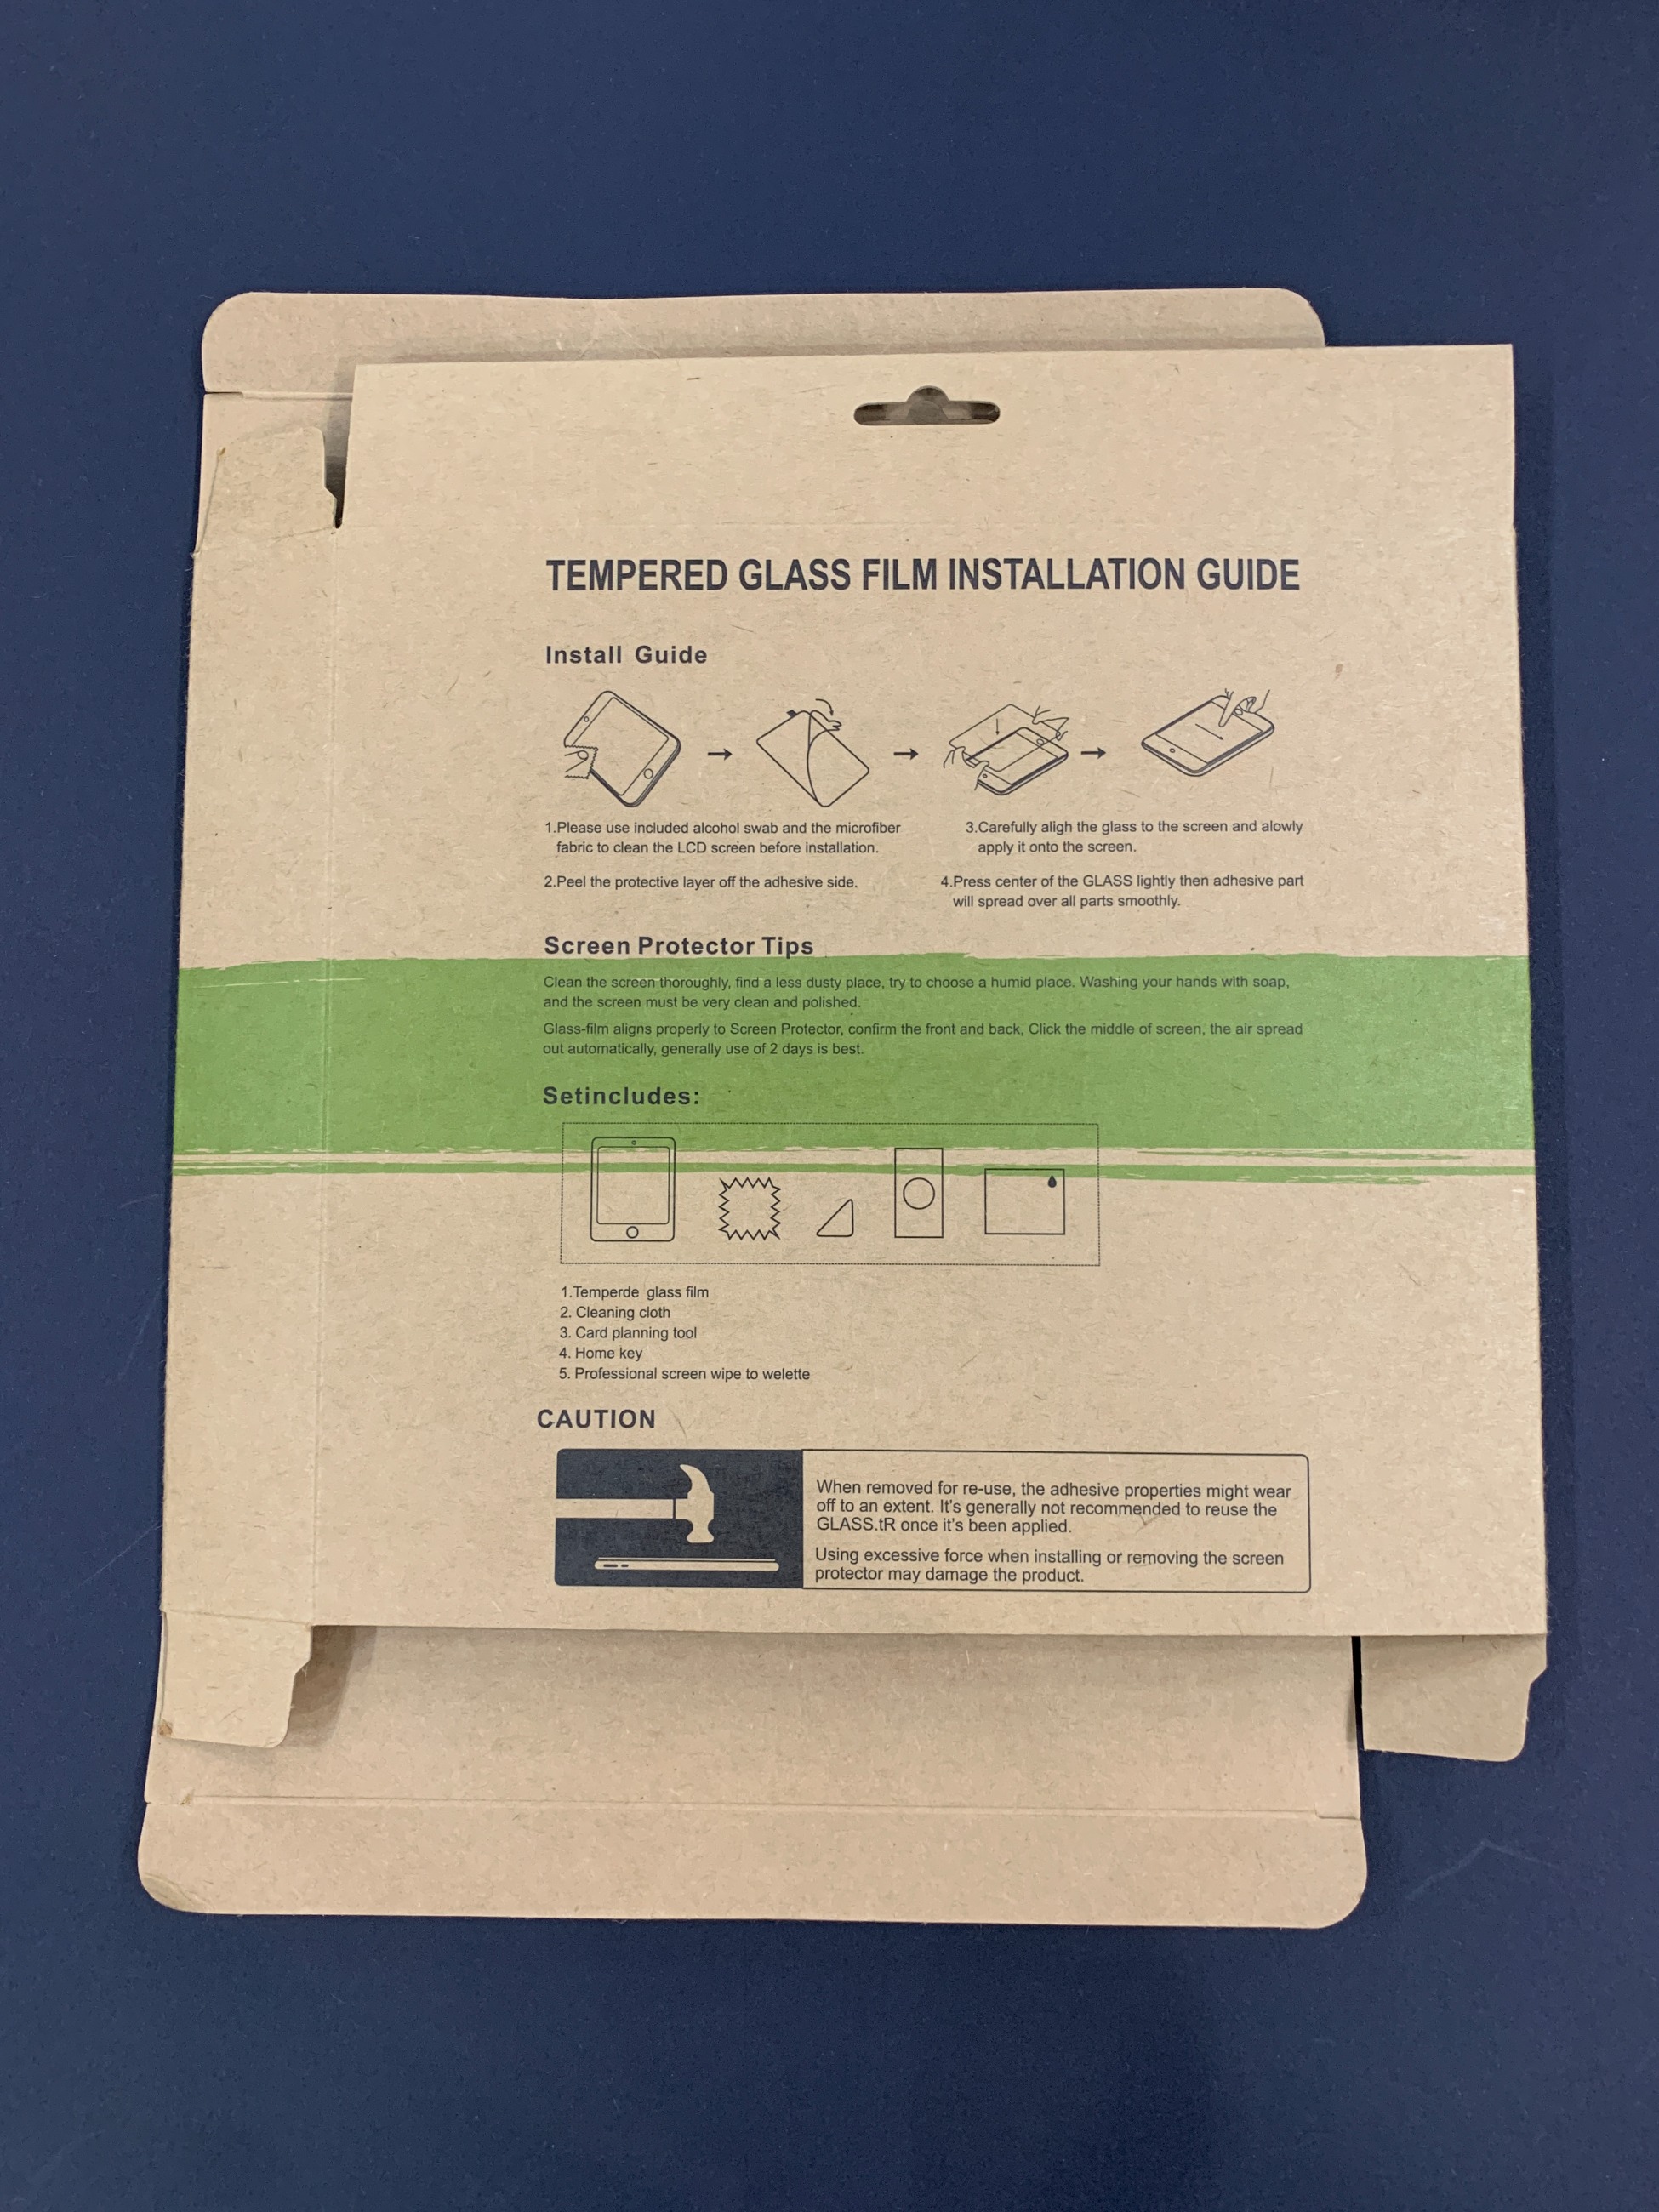 TEMPERED GLASS FILM INSTALLATION GUIDE
Install Guide
1.Please use included alcohol swab and the microfiber
fabric to clean the LCD screen before installation.
2.Peel the protective layer off the adhesive side.
3.Carefully aligh the glass to the screen and alowly
apply it onto the screen.
4.Press center of the GLASS lightly then adhesive part
will spread over all parts smoothly.
Screen Protector Tips
Clean the screen thoroughly, find a less dusty place, try to choose a humid place. Washing your hands with soap,
and the screen must be very clean and polished.
Glass-film aligns properly to Screen Protector, confirm the front and back, Click the middle of screen, the air spread
out automatically, generally use of 2 days is best.
Setincludes:
1.Temperde glass film
2. Cleaning cloth
3. Card planning tool
4. Home key
5. Professional screen wipe to welette
CAUTION
When removed for re-use, the adhesive properties might wear
off to an extent. It's generally not recommended to reuse the
GLASS.tR once it's been applied.
Using excessive force when installing or removing the screen
protector may damage the product.